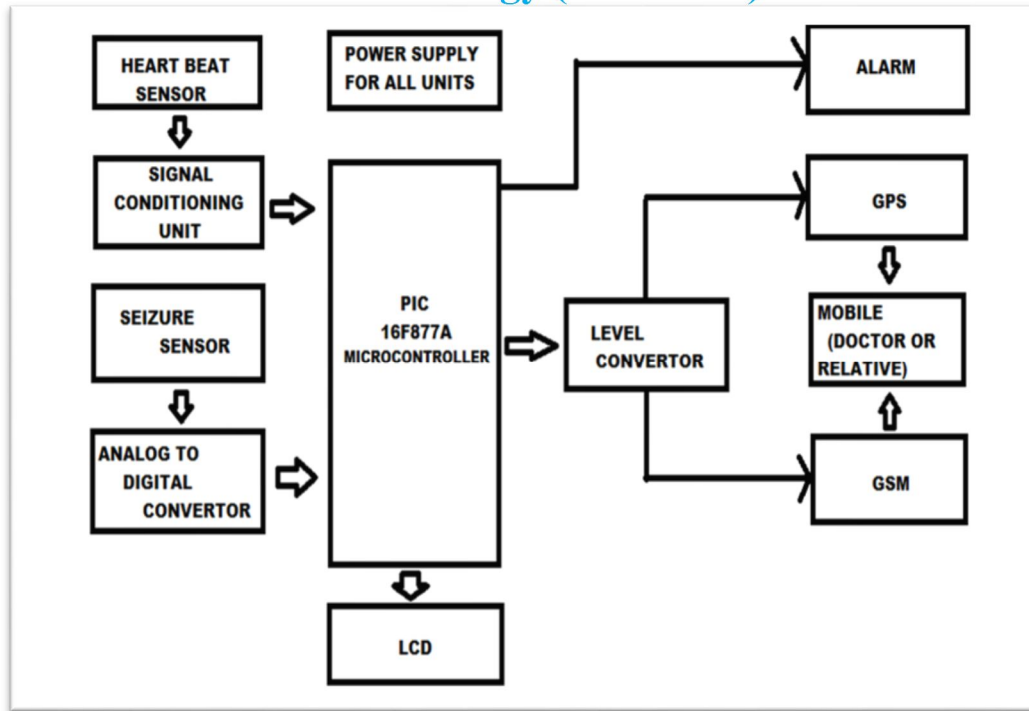 HEART BEAT
SENSOR
POWER SUPPLY
FOR ALL UNITS
ALARM
SIGNAL
CONDITIONING
UNIT
GPS
SEIZURE
SENSOR
PIC
16F877A
MICROCONTROLLER
LEVEL
CONVERTOR
MOBILE
(DOCTOR OR
RELATIVE)
ANALOG TO
DIGITAL
CONVERTOR
GSM
LCD